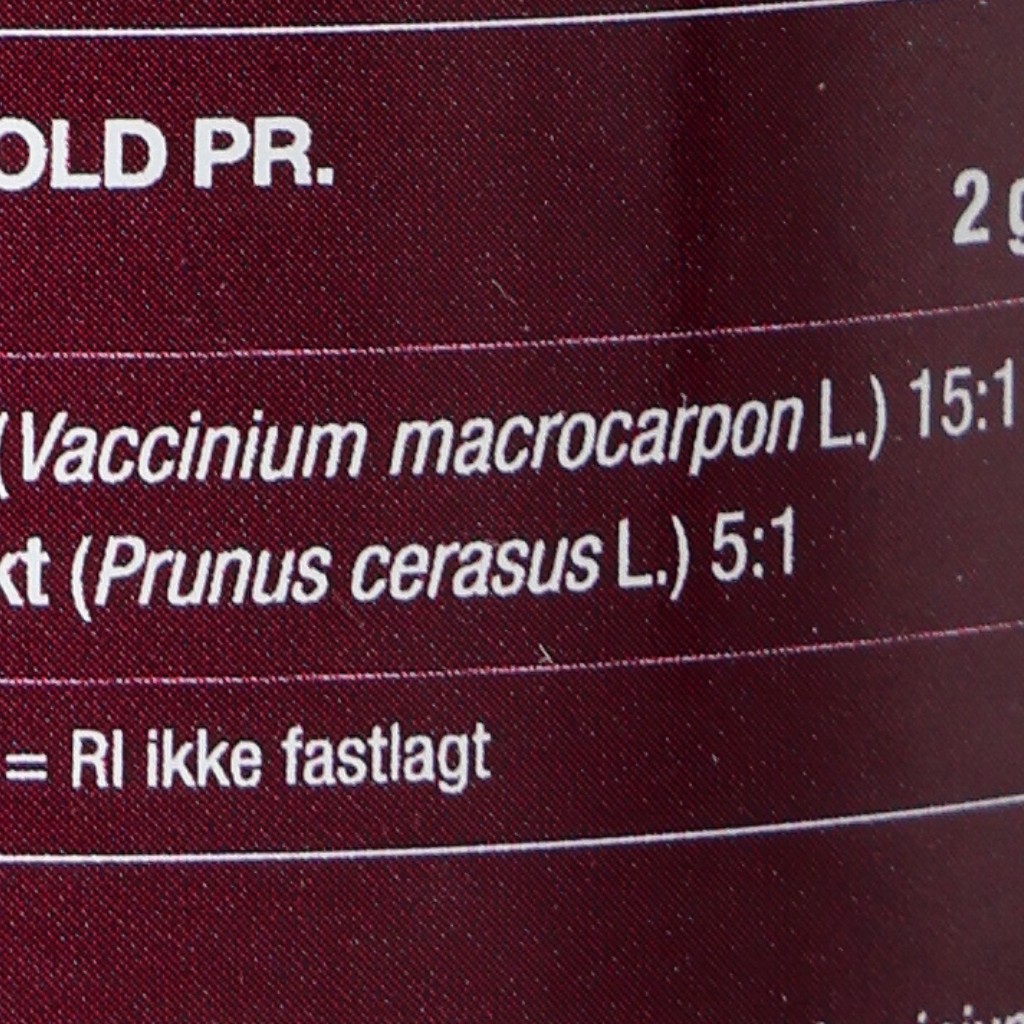 OLD PR.
2 g
(Vaccinium macrocarpon L.) 15:1
kt (Prunus cerasus L.) 5:1
= RI ikke fastlagt